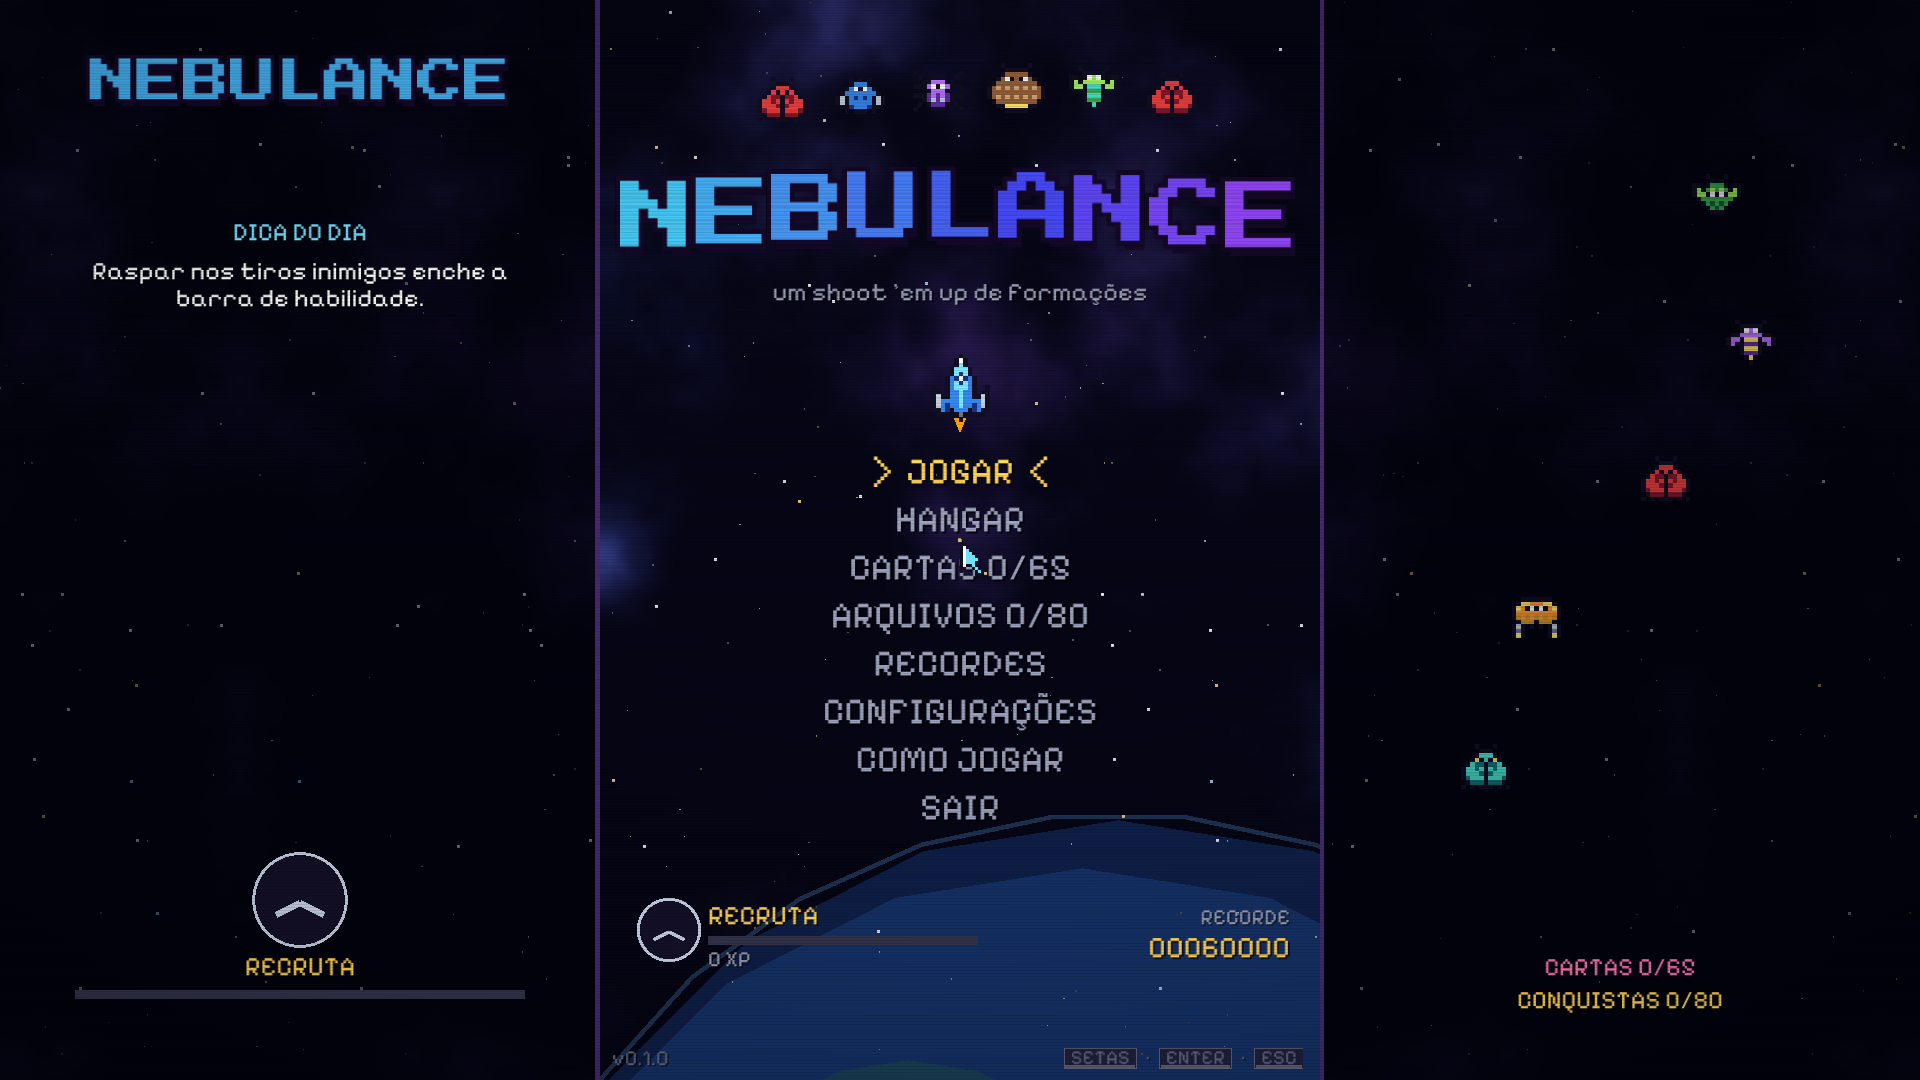 NEBULANCE
DICA DO DIA
Raspar nos tiros inimigos enche a
barra de habilidade.
RECRUTA
NEBULANCE
um shoot 'em up de formações
> JOGAR <
HANGAR
CARTAS 0/68
ARQUIVOS 0/80
RECORDES
CONFIGURAÇÕES
COMO JOGAR
SAIR
RECRUTA
0 XP
RECORDE
00060000
v0.1.0
SETAS · ENTER · ESC
CARTAS 0/68
CONQUISTAS 0/80